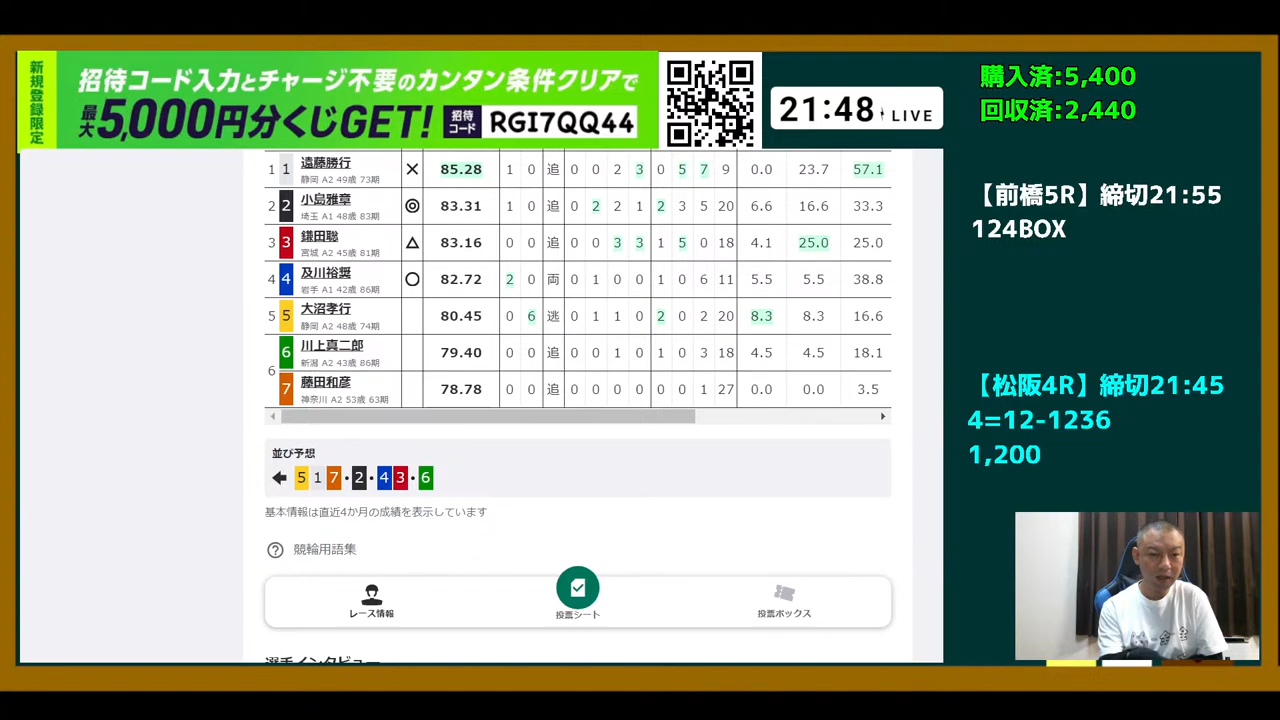 新規登録限定
招待コード入力とチャージ不要のカンタン条件クリアで
最大5,000円分くじGET! 招待コード RGI7QQ44
21:48 LIVE
購入済:5,400
回収済:2,440
【前橋5R】締切21:55
124BOX
【松阪4R】締切21:45
4=12-1236
1,200
1 1 遠藤勝行 × 85.28 1 0 追 0 0 2 3 0 5 7 9 0.0 23.7 57.1
静岡 A2 49歳 73期
2 2 小島雅章 ◎ 83.31 1 0 追 0 2 2 1 2 3 5 20 6.6 16.6 33.3
埼玉 A1 48歳 83期
3 3 鎌田聡 △ 83.16 0 0 追 0 0 3 3 1 5 0 18 4.1 25.0 25.0
宮城 A2 45歳 81期
4 4 及川裕奨 ○ 82.72 2 0 両 0 1 0 0 1 0 6 11 5.5 5.5 38.8
岩手 A1 42歳 86期
5 5 大沼孝行 80.45 0 6 逃 0 1 1 0 2 0 2 20 8.3 8.3 16.6
静岡 A2 48歳 74期
6 6 川上真二郎 79.40 0 0 追 0 0 1 0 1 0 3 18 4.5 4.5 18.1
新潟 A2 43歳 86期
7 藤田和彦 78.78 0 0 追 0 0 0 0 0 0 1 27 0.0 0.0 3.5
神奈川 A2 53歳 63期
並び予想
← 5 1 7 • 2 • 4 3 • 6
基本情報は直近4か月の成績を表示しています
? 競輪用語集
レース情報
投票シート
投票ボックス
選手インタビュー